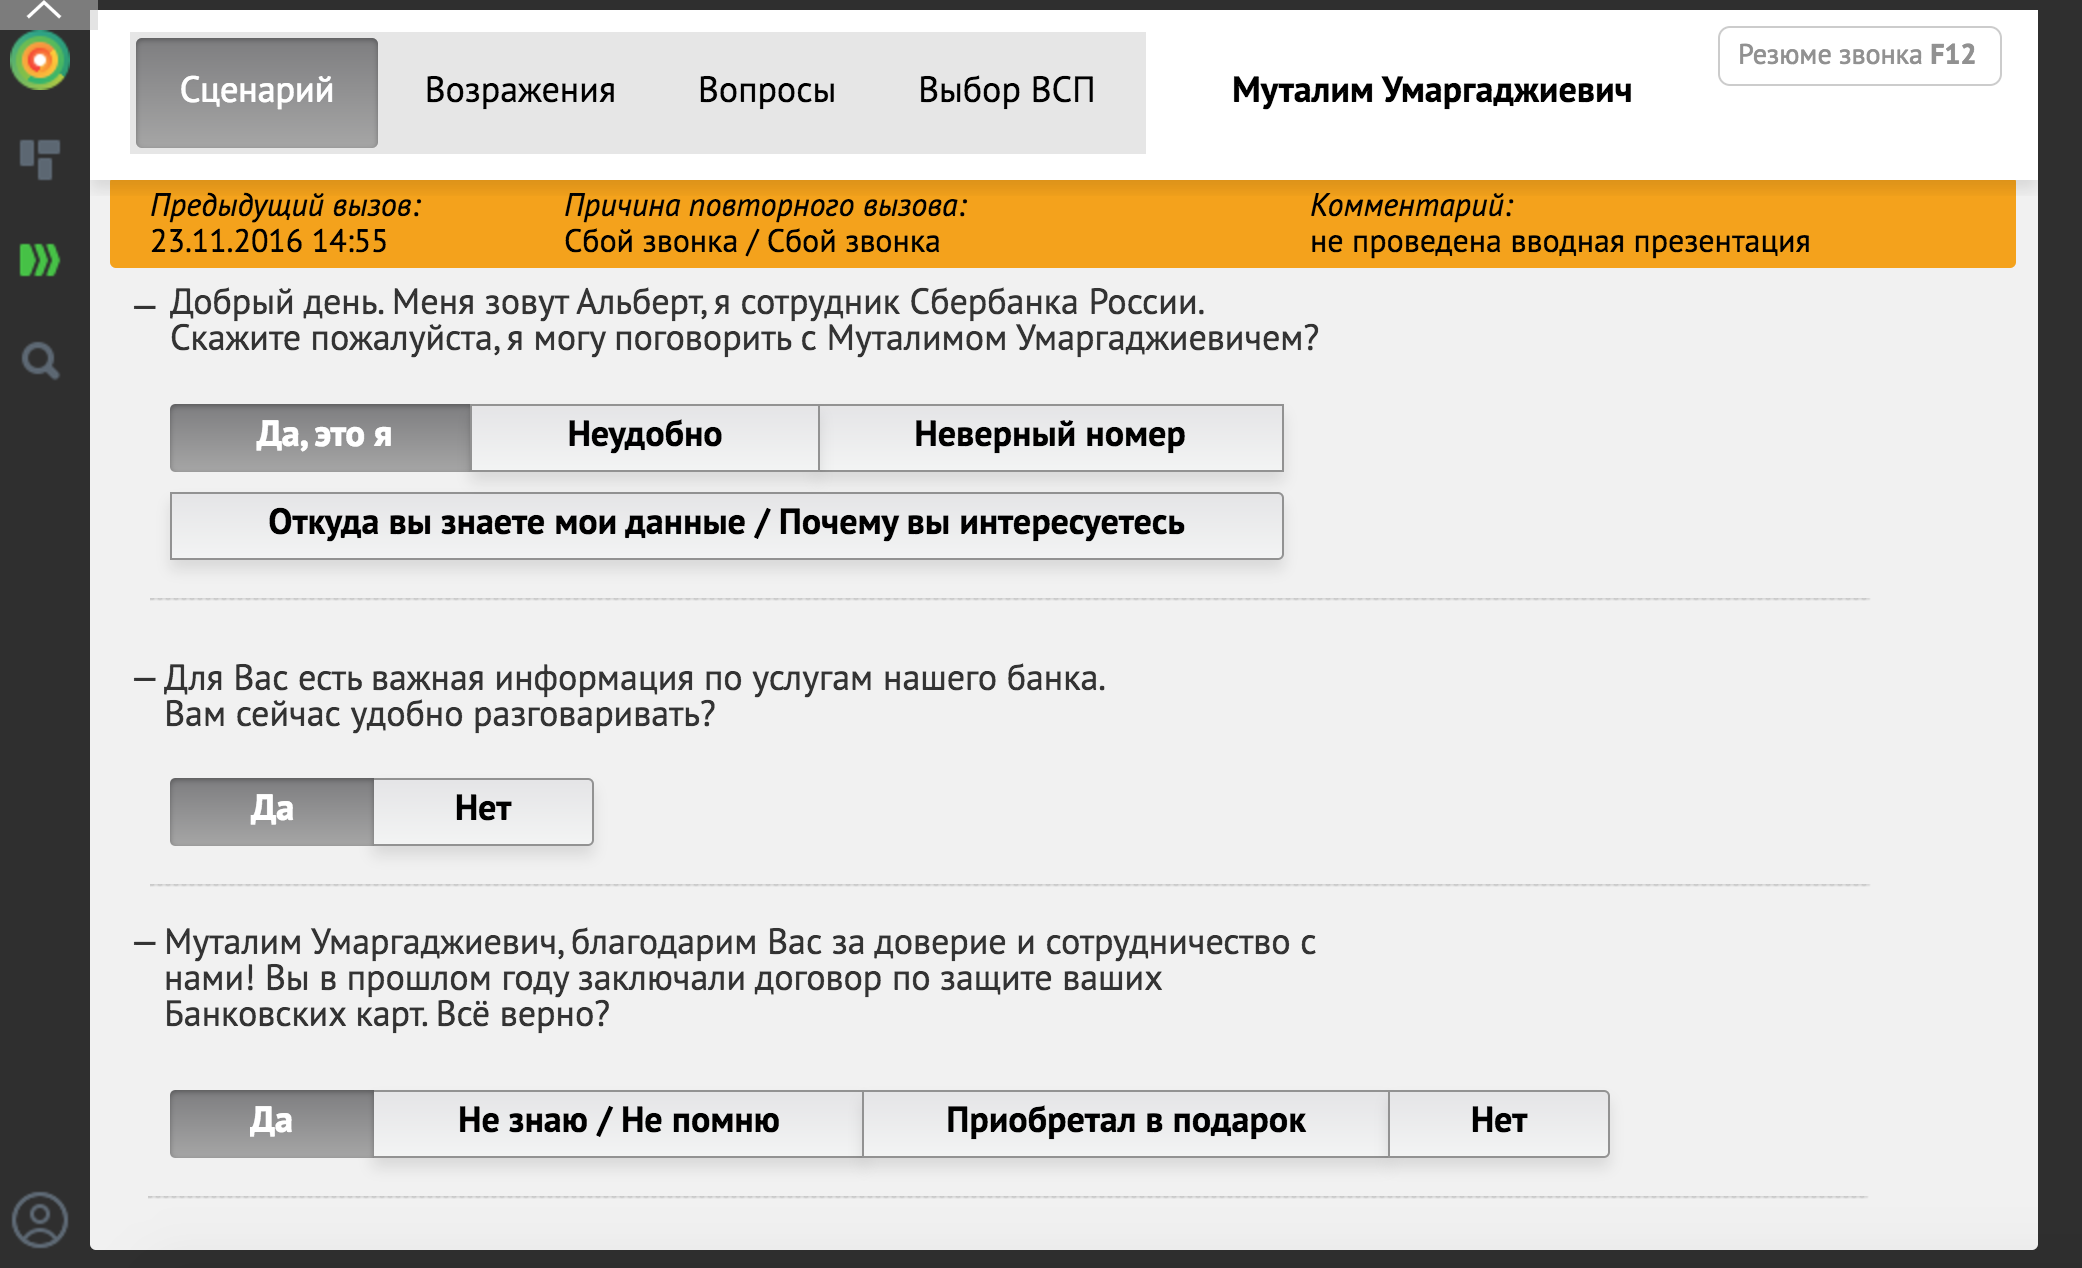 Сценарий Возражения Вопросы Выбор ВСП Муталим Умаргаджиевич Резюме звонка F12
Предыдущий вызов: Причина повторного вызова: Комментарий:
23.11.2016 14:55 Сбой звонка / Сбой звонка не проведена вводная презентация
– Добрый день. Меня зовут Альберт, я сотрудник Сбербанка России.
Скажите пожалуйста, я могу поговорить с Муталимом Умаргаджиевичем?
Да, это я Неудобно Неверный номер
Откуда вы знаете мои данные / Почему вы интересуетесь
– Для Вас есть важная информация по услугам нашего банка.
Вам сейчас удобно разговаривать?
Да Нет
– Муталим Умаргаджиевич, благодарим Вас за доверие и сотрудничество с
нами! Вы в прошлом году заключали договор по защите ваших
Банковских карт. Всё верно?
Да Не знаю / Не помню Приобретал в подарок Нет